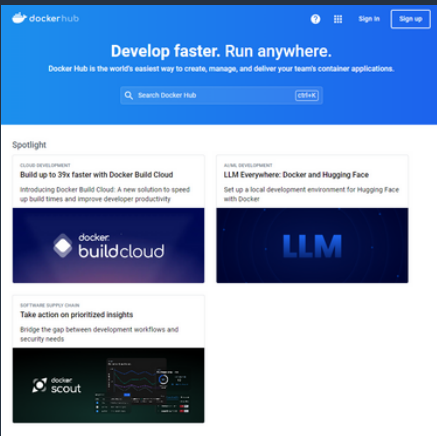 dockerhub
Sign in
Sign up
Develop faster. Run anywhere.
Docker Hub is the world's easiest way to create, manage, and deliver your team's container applications.
Search Docker Hub
ctrl+K
Spotlight
CLOUD DEVELOPMENT
Build up to 39x faster with Docker Build Cloud
Introducing Docker Build Cloud: A new solution to speed
up build times and improve developer productivity
docker
buildcloud
AI/ML DEVELOPMENT
LLM Everywhere: Docker and Hugging Face
Set up a local development environment for Hugging Face
with Docker
LLM
SOFTWARE SUPPLY CHAIN
Take action on prioritized insights
Bridge the gap between development workflows and
security needs
docker
scout